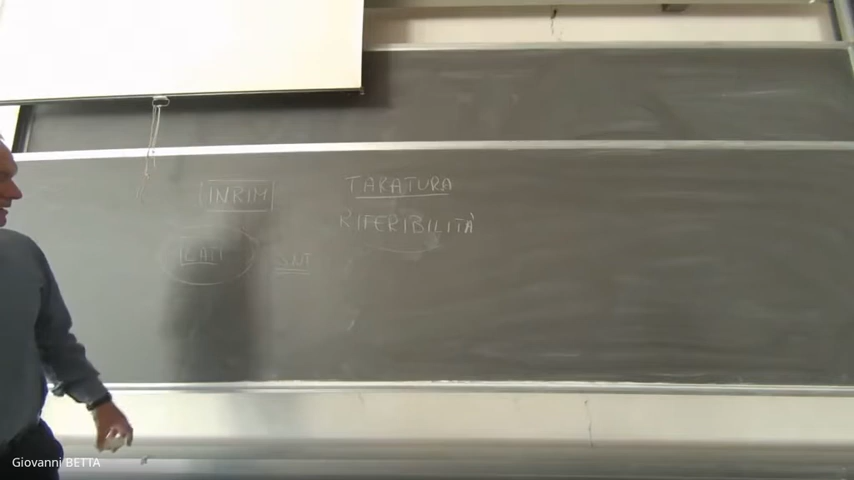 INRIM
TARATURA
RIFERIBILITÀ
LAT
SNT
Giovanni BETTA